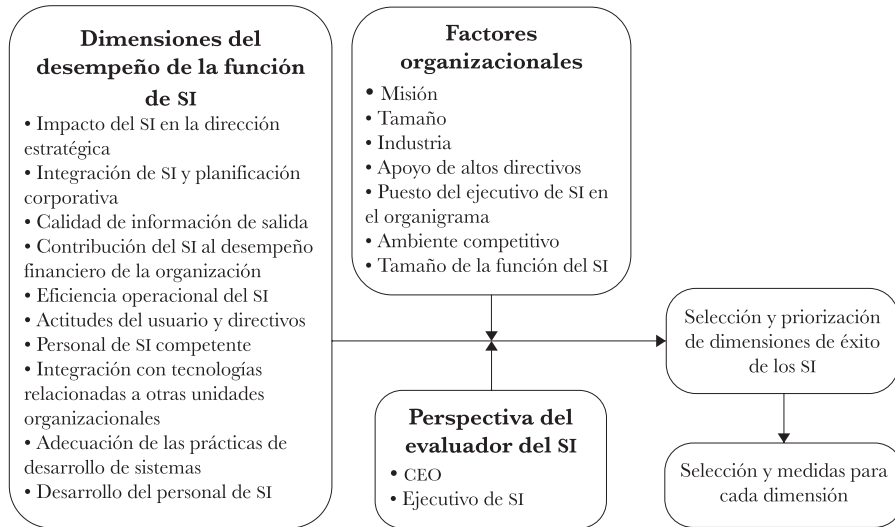 Dimensiones del
desempeño de la función
de SI
• Impacto del SI en la dirección
estratégica
• Integración de SI y planificación
corporativa
• Calidad de información de salida
• Contribución del SI al desempeño
financiero de la organización
• Eficiencia operacional del SI
• Actitudes del usuario y directivos
• Personal de SI competente
• Integración con tecnologías
relacionadas a otras unidades
organizacionales
• Adecuación de las prácticas de
desarrollo de sistemas
• Desarrollo del personal de SI
Factores
organizacionales
• Misión
• Tamaño
• Industria
• Apoyo de altos directivos
• Puesto del ejecutivo de SI en
el organigrama
• Ambiente competitivo
• Tamaño de la función del SI
Perspectiva del
evaluador del SI
• CEO
• Ejecutivo de SI
Selección y priorización
de dimensiones de éxito
de los SI
Selección y medidas para
cada dimensión